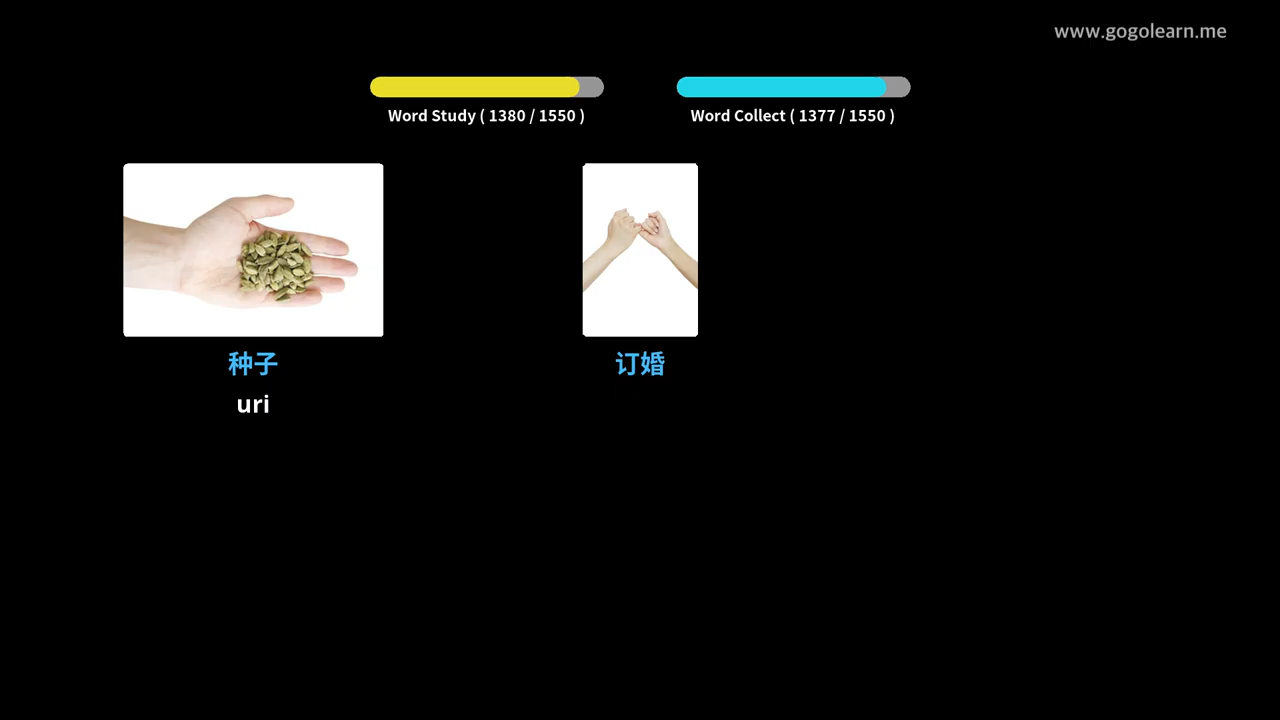 www.gogolearn.me
Word Study ( 1380 / 1550 )
Word Collect ( 1377 / 1550 )
种子
订婚
uri